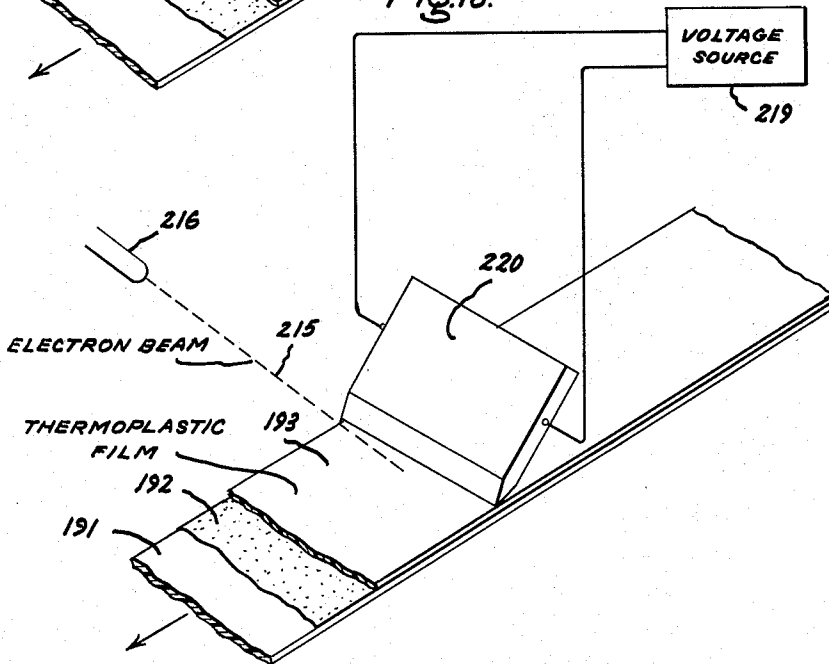 VOLTAGE
SOURCE
219
216
220
215
ELECTRON BEAM
193
THERMOPLASTIC
FILM
192
191